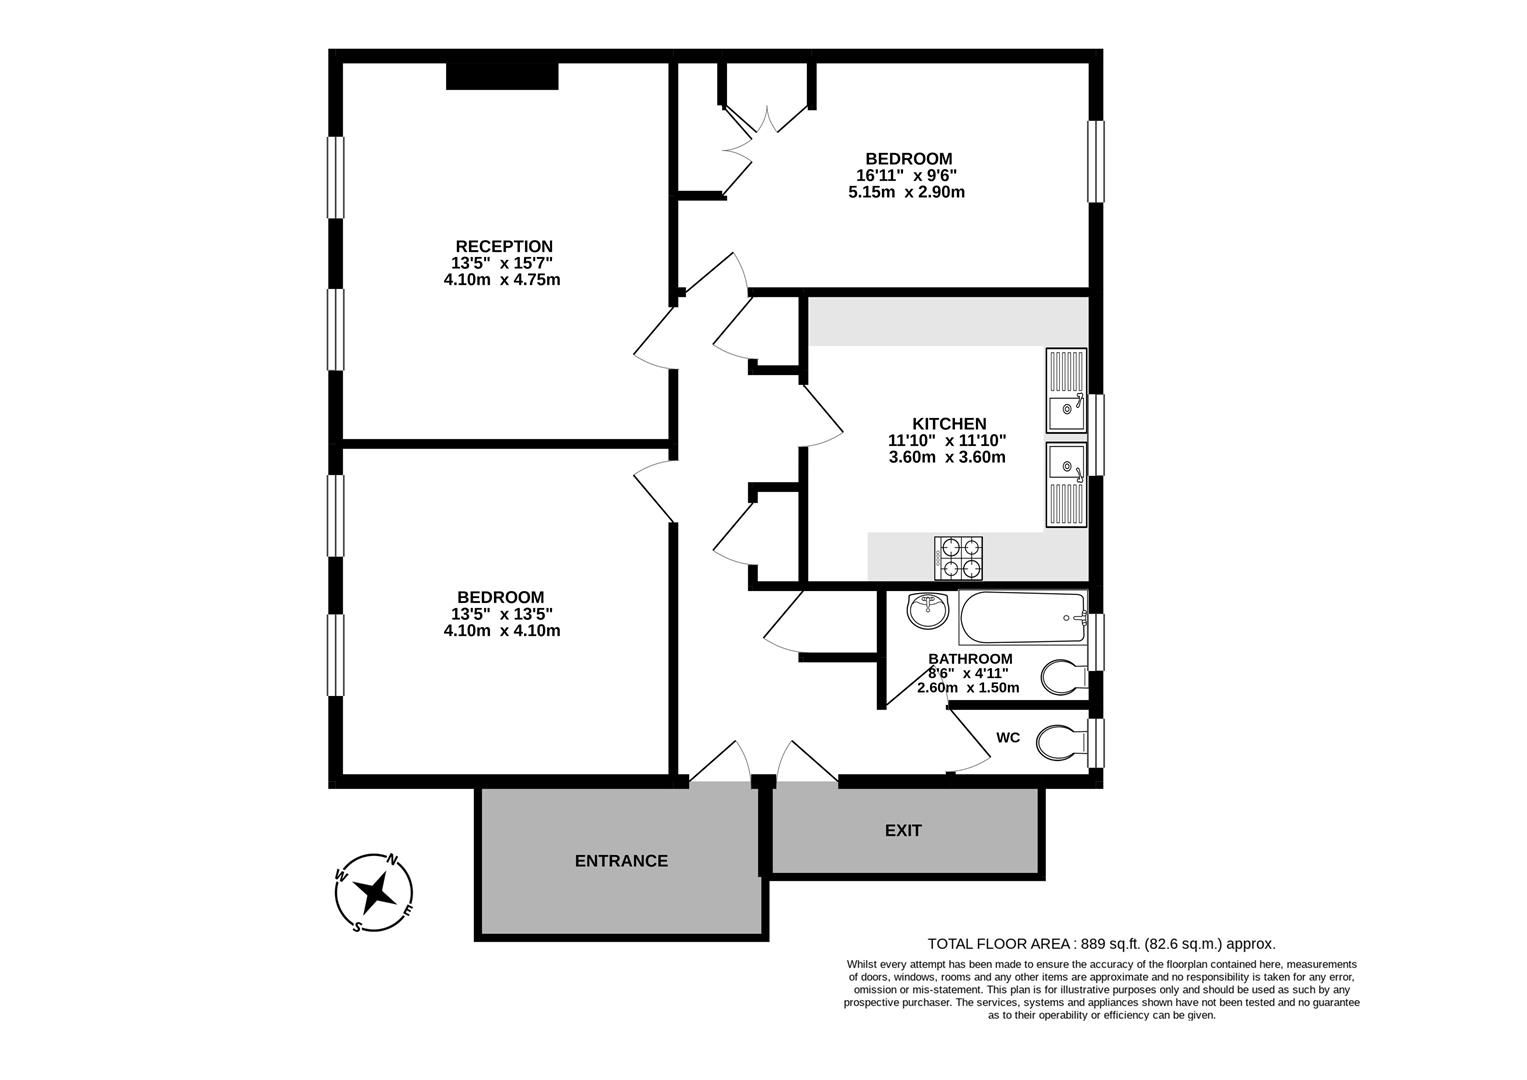 BEDROOM
16'11" x 9'6"
5.15m x 2.90m
RECEPTION
13'5" x 15'7"
4.10m x 4.75m
KITCHEN
11'10" x 11'10"
3.60m x 3.60m
BEDROOM
13'5" x 13'5"
4.10m x 4.10m
BATHROOM
8'6" x 4'11"
2.60m x 1.50m
WC
EXIT
ENTRANCE
N
W
E
S
TOTAL FLOOR AREA : 889 sq.ft. (82.6 sq.m.) approx.
Whilst every attempt has been made to ensure the accuracy of the floorplan contained here, measurements
of doors, windows, rooms and any other items are approximate and no responsibility is taken for any error,
omission or mis-statement. This plan is for illustrative purposes only and should be used as such by any
prospective purchaser. The services, systems and appliances shown have not been tested and no guarantee
as to their operability or efficiency can be given.